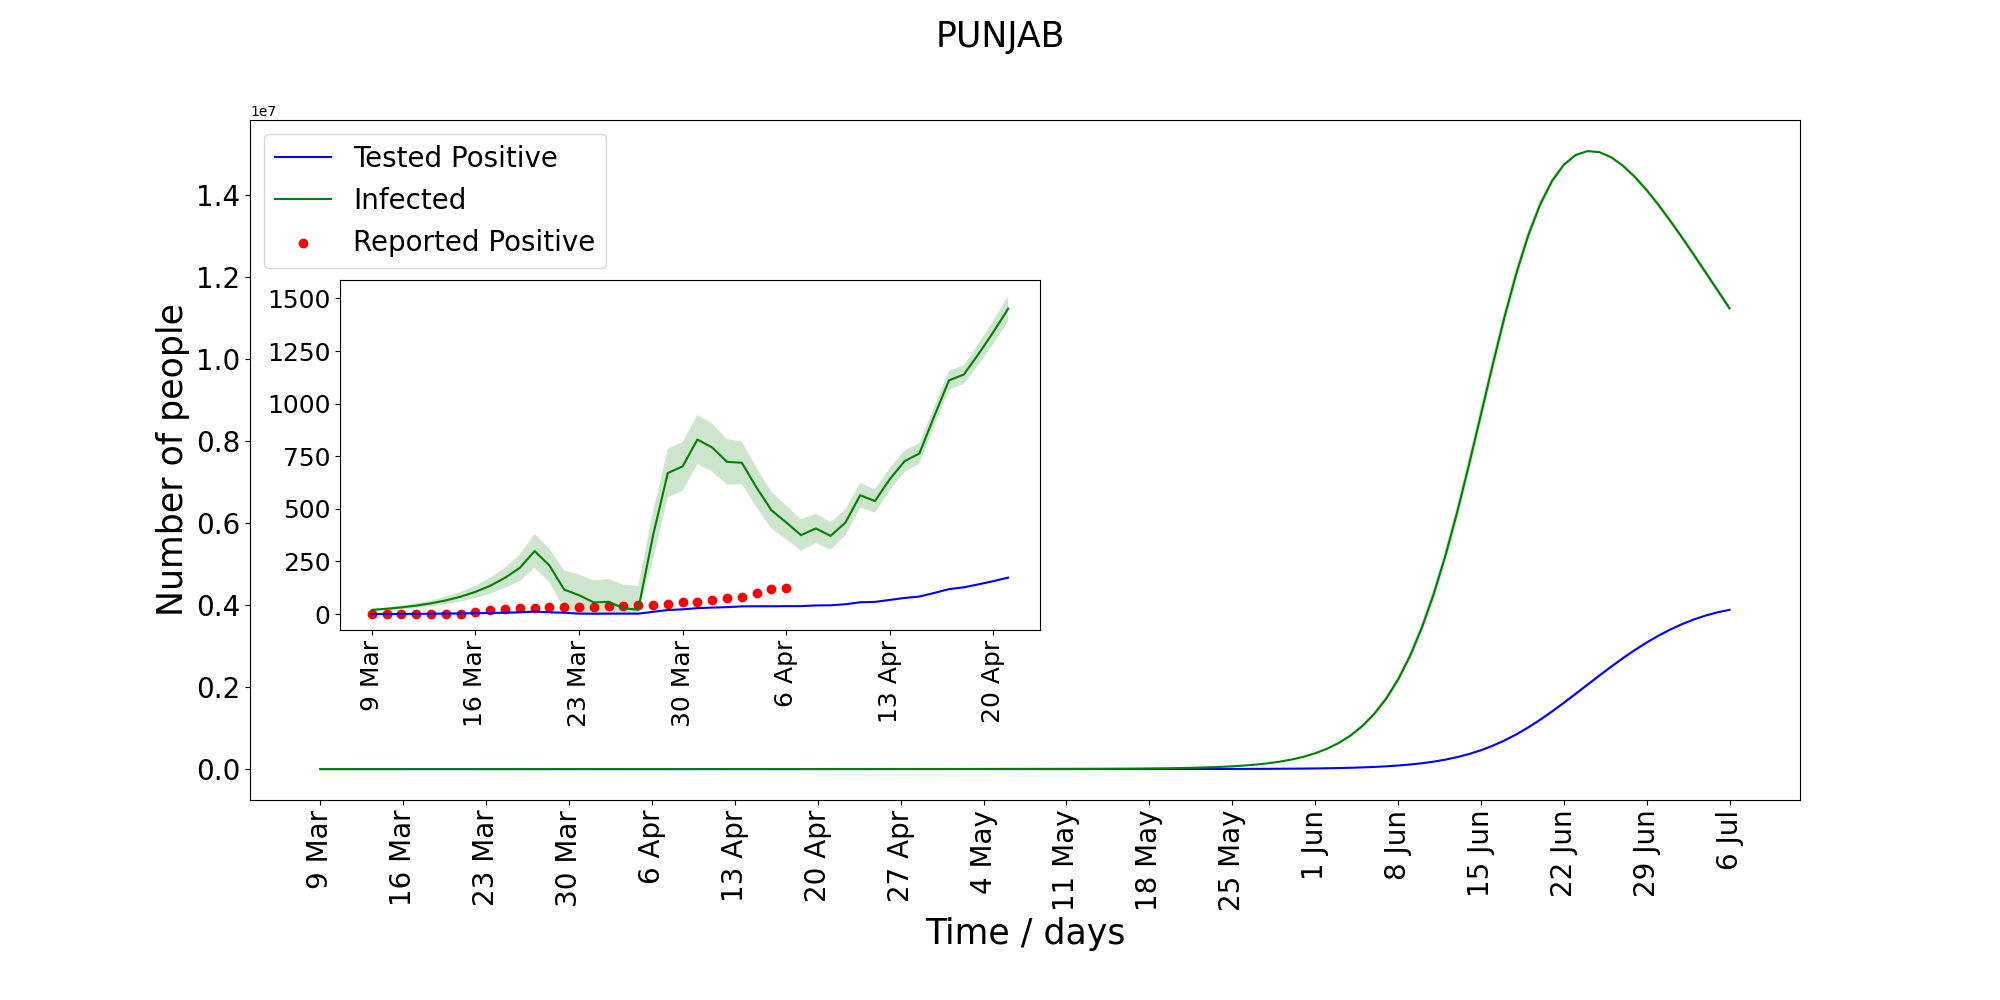 PUNJAB
1e7
Tested Positive
Infected
Reported Positive
1.4
1.2
1.0
0.8
0.6
0.4
0.2
0.0
Number of people
1500
1250
1000
750
500
250
0
9 Mar
16 Mar
23 Mar
30 Mar
6 Apr
13 Apr
20 Apr
9 Mar
16 Mar
23 Mar
30 Mar
6 Apr
13 Apr
20 Apr
27 Apr
4 May
11 May
18 May
25 May
1 Jun
8 Jun
15 Jun
22 Jun
29 Jun
6 Jul
Time / days